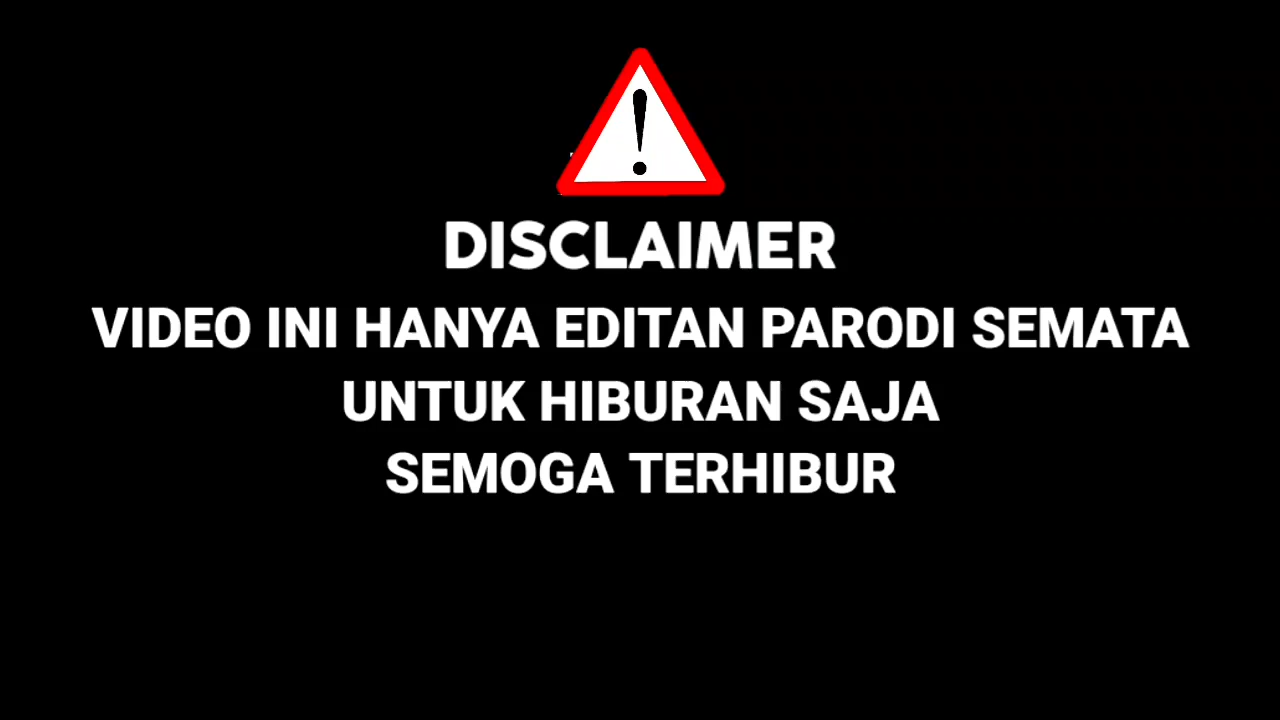 DISCLAIMER
VIDEO INI HANYA EDITAN PARODI SEMATA
UNTUK HIBURAN SAJA
SEMOGA TERHIBUR